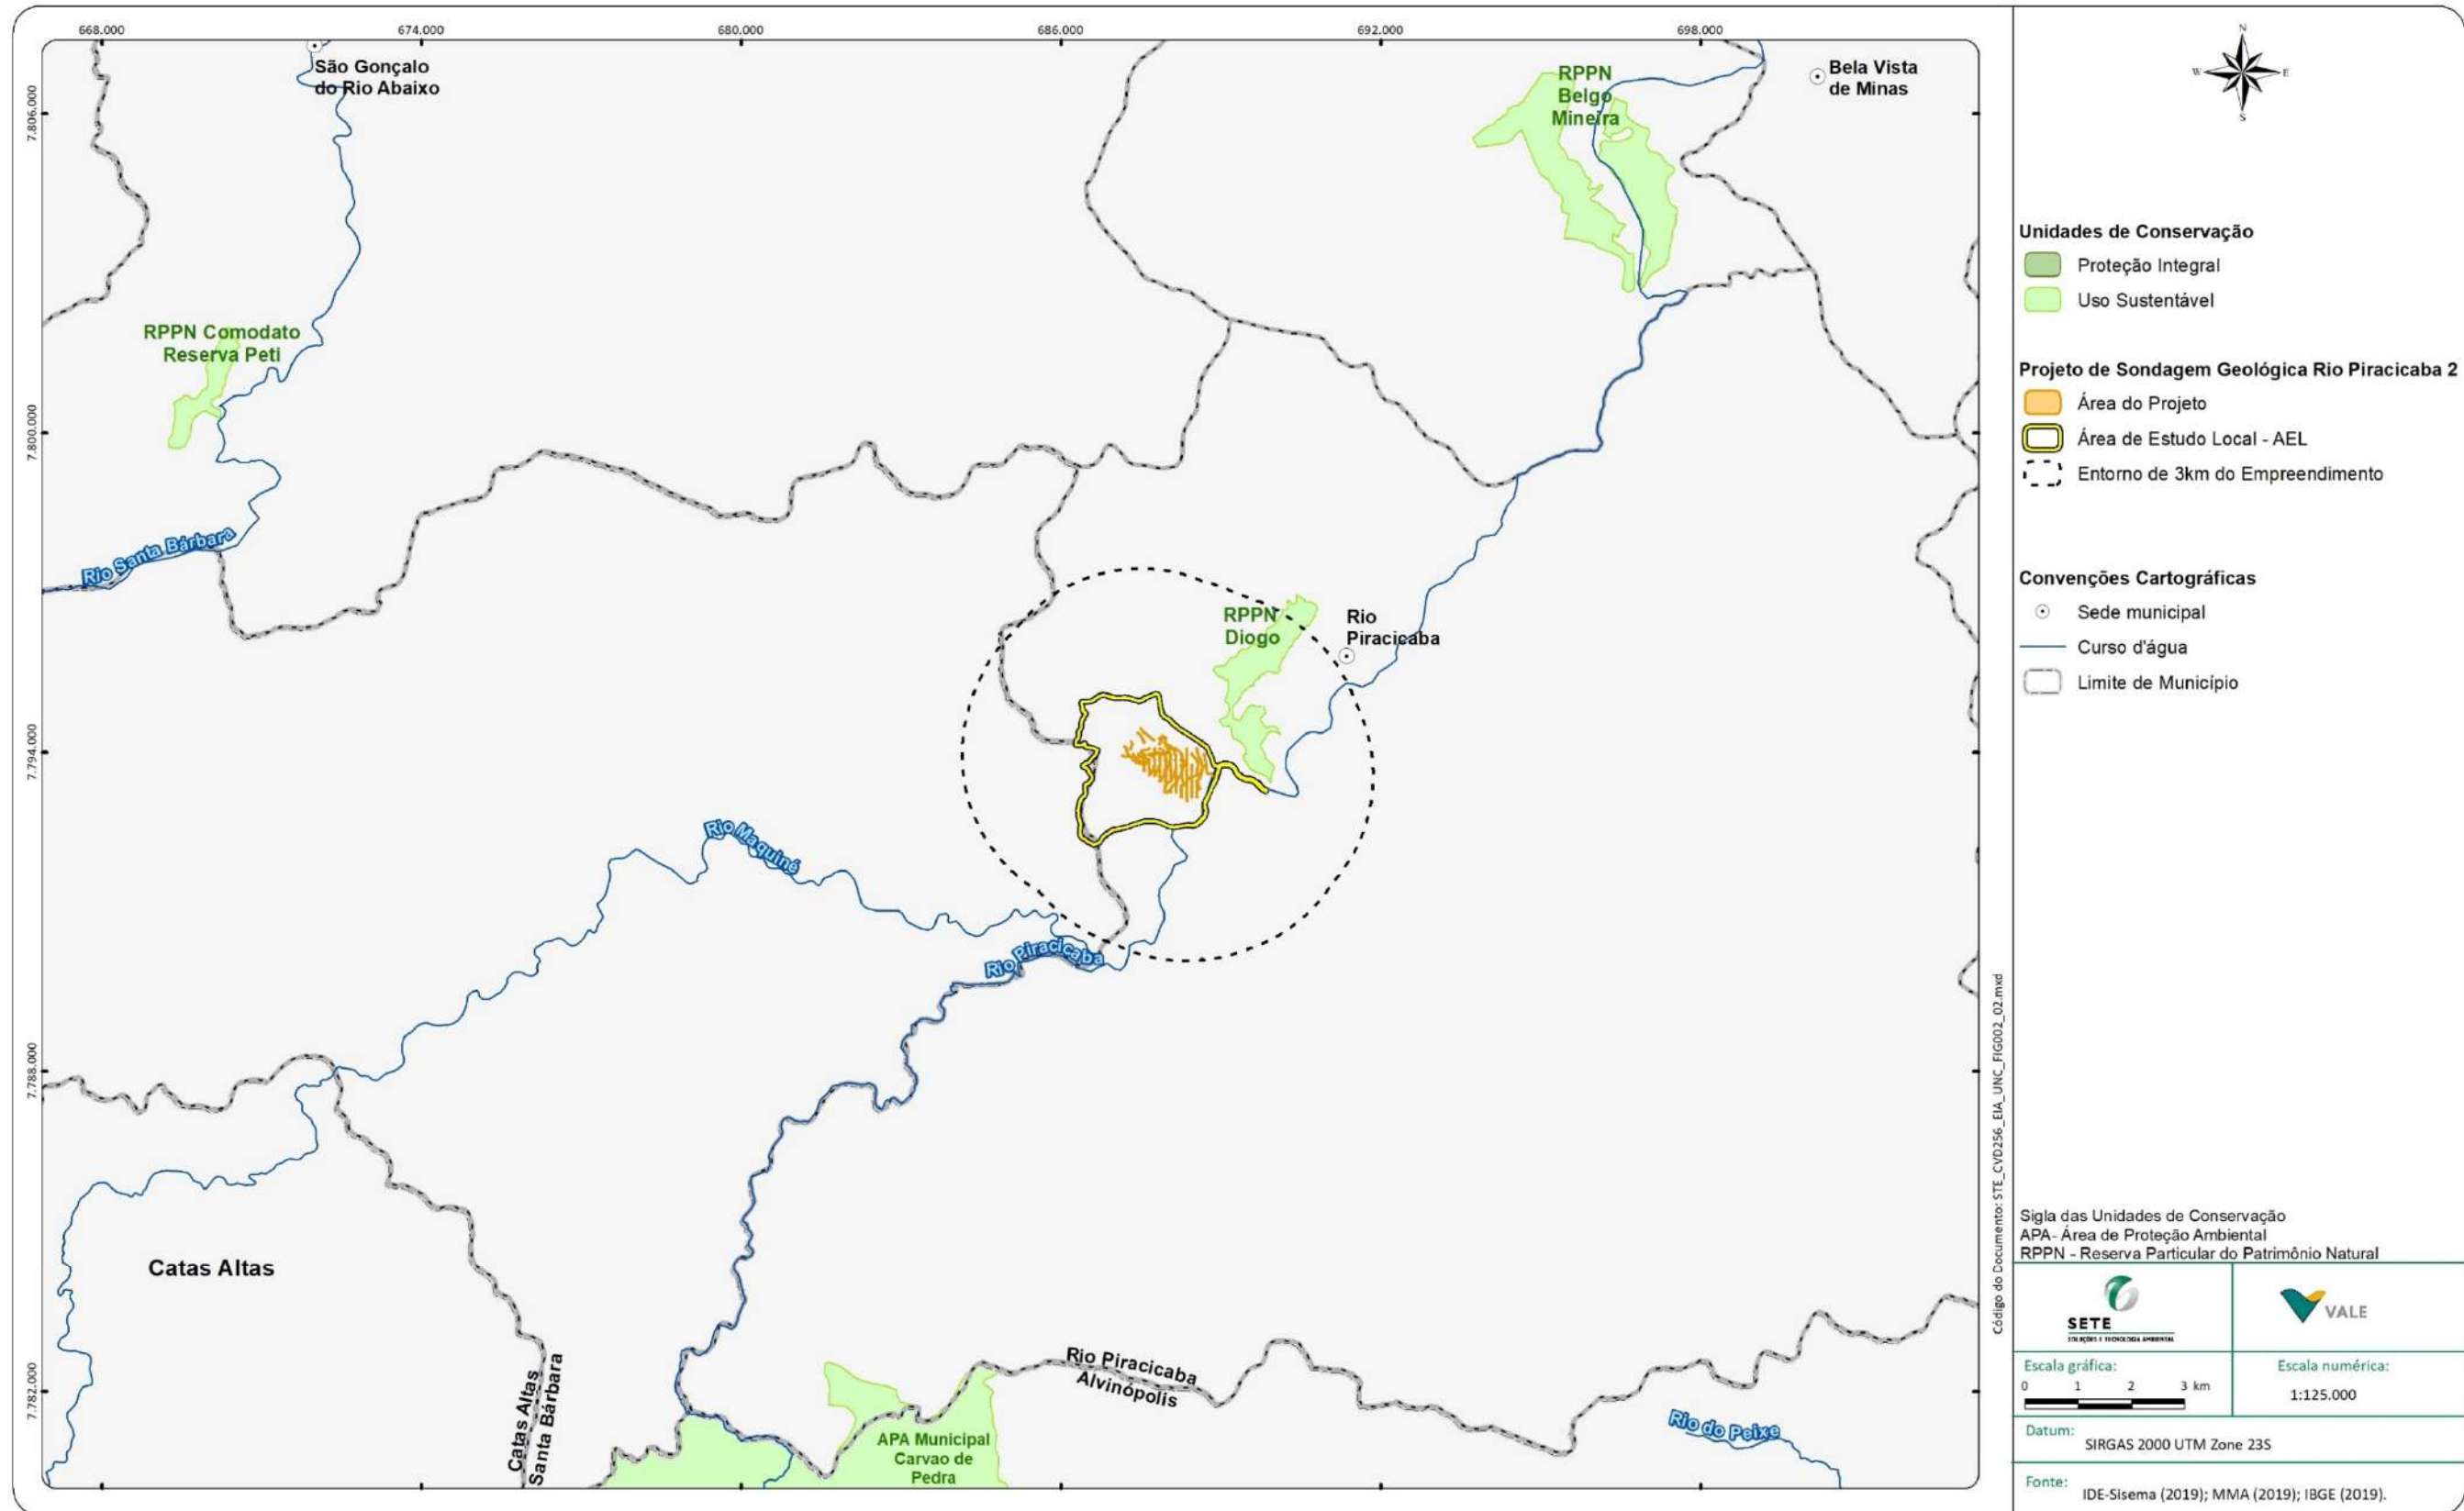 668.000
674.000
680.000
686.000
692.000
698.000
7.806.000
7.800.000
7.794.000
7.788.000
7.782.000
São Gonçalo
do Rio Abaixo
RPPN
Belgo
Mineira
Bela Vista
de Minas
RPPN Comodato
Reserva Peti
Rio Santa Bárbara
RPPN
Diogo
Rio
Piracicaba
Rio Maquiné
Rio Piracicaba
Catas Altas
Catas Altas
Santa Bárbara
Rio Piracicaba
Alvinópolis
APA Municipal
Carvao de
Pedra
Rio do Peixe
Código do Documento: STE_CVD256_EIA_UNC_FIG002_02.mxd
N
W
E
S
Unidades de Conservação
Proteção Integral
Uso Sustentável
Projeto de Sondagem Geológica Rio Piracicaba 2
Área do Projeto
Área de Estudo Local - AEL
Entorno de 3km do Empreendimento
Convenções Cartográficas
Sede municipal
Curso d'água
Limite de Município
Sigla das Unidades de Conservação
APA- Área de Proteção Ambiental
RPPN - Reserva Particular do Patrimônio Natural
SETE
SOLUÇÕES E TECNOLOGIA AMBIENTAL
VALE
Escala gráfica:
0 1 2 3 km
Escala numérica:
1:125.000
Datum:
SIRGAS 2000 UTM Zone 23S
Fonte:
IDE-Sisema (2019); MMA (2019); IBGE (2019).